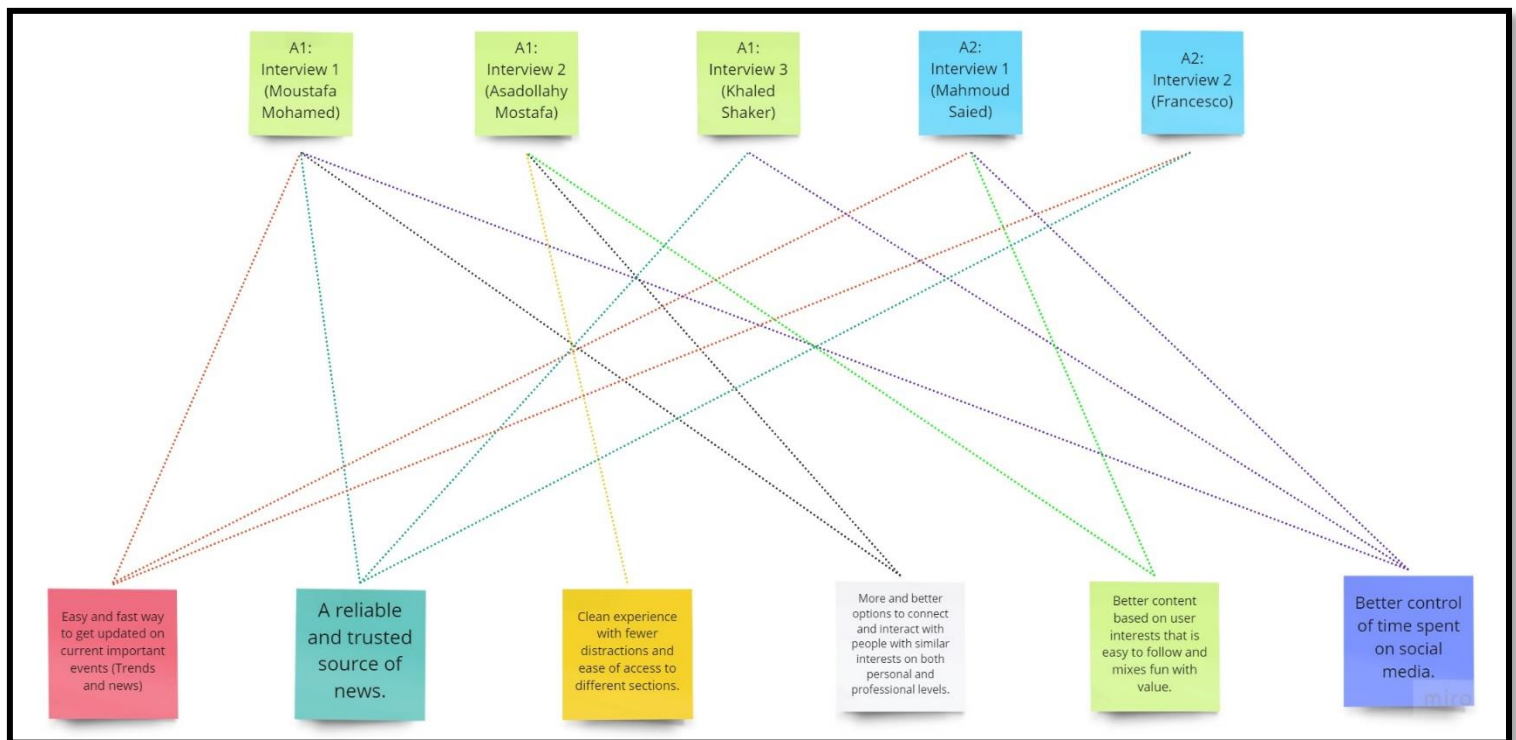 A1:
Interview 1
(Moustafa
Mohamed)
A1:
Interview 2
(Asadollahy
Mostafa)
A1:
Interview 3
(Khaled
Shaker)
A2:
Interview 1
(Mahmoud
Saied)
A2:
Interview 2
(Francesco)
Easy and fast way
to get updated on
current important
events (Trends
and news)
A reliable
and trusted
source of
news.
Clean experience
with fewer
distractions and
ease of access to
different sections.
More and better
options to connect
and interact with
people with similar
interests on both
personal and
professional levels.
Better content
based on user
interests that is
easy to follow and
mixes fun with
value.
Better control
of time spent
on social
media.
miro